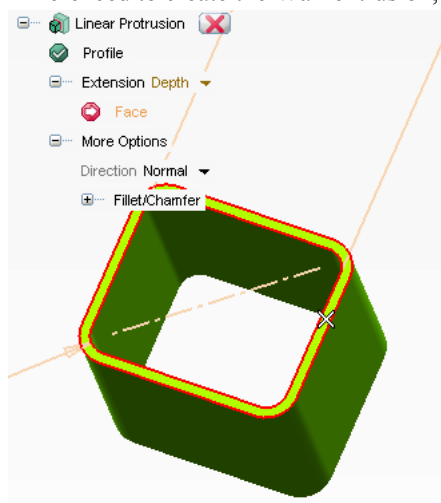 Linear Protrusion
Profile
Extension Depth
Face
More Options
Direction Normal
Fillet/Chamfer